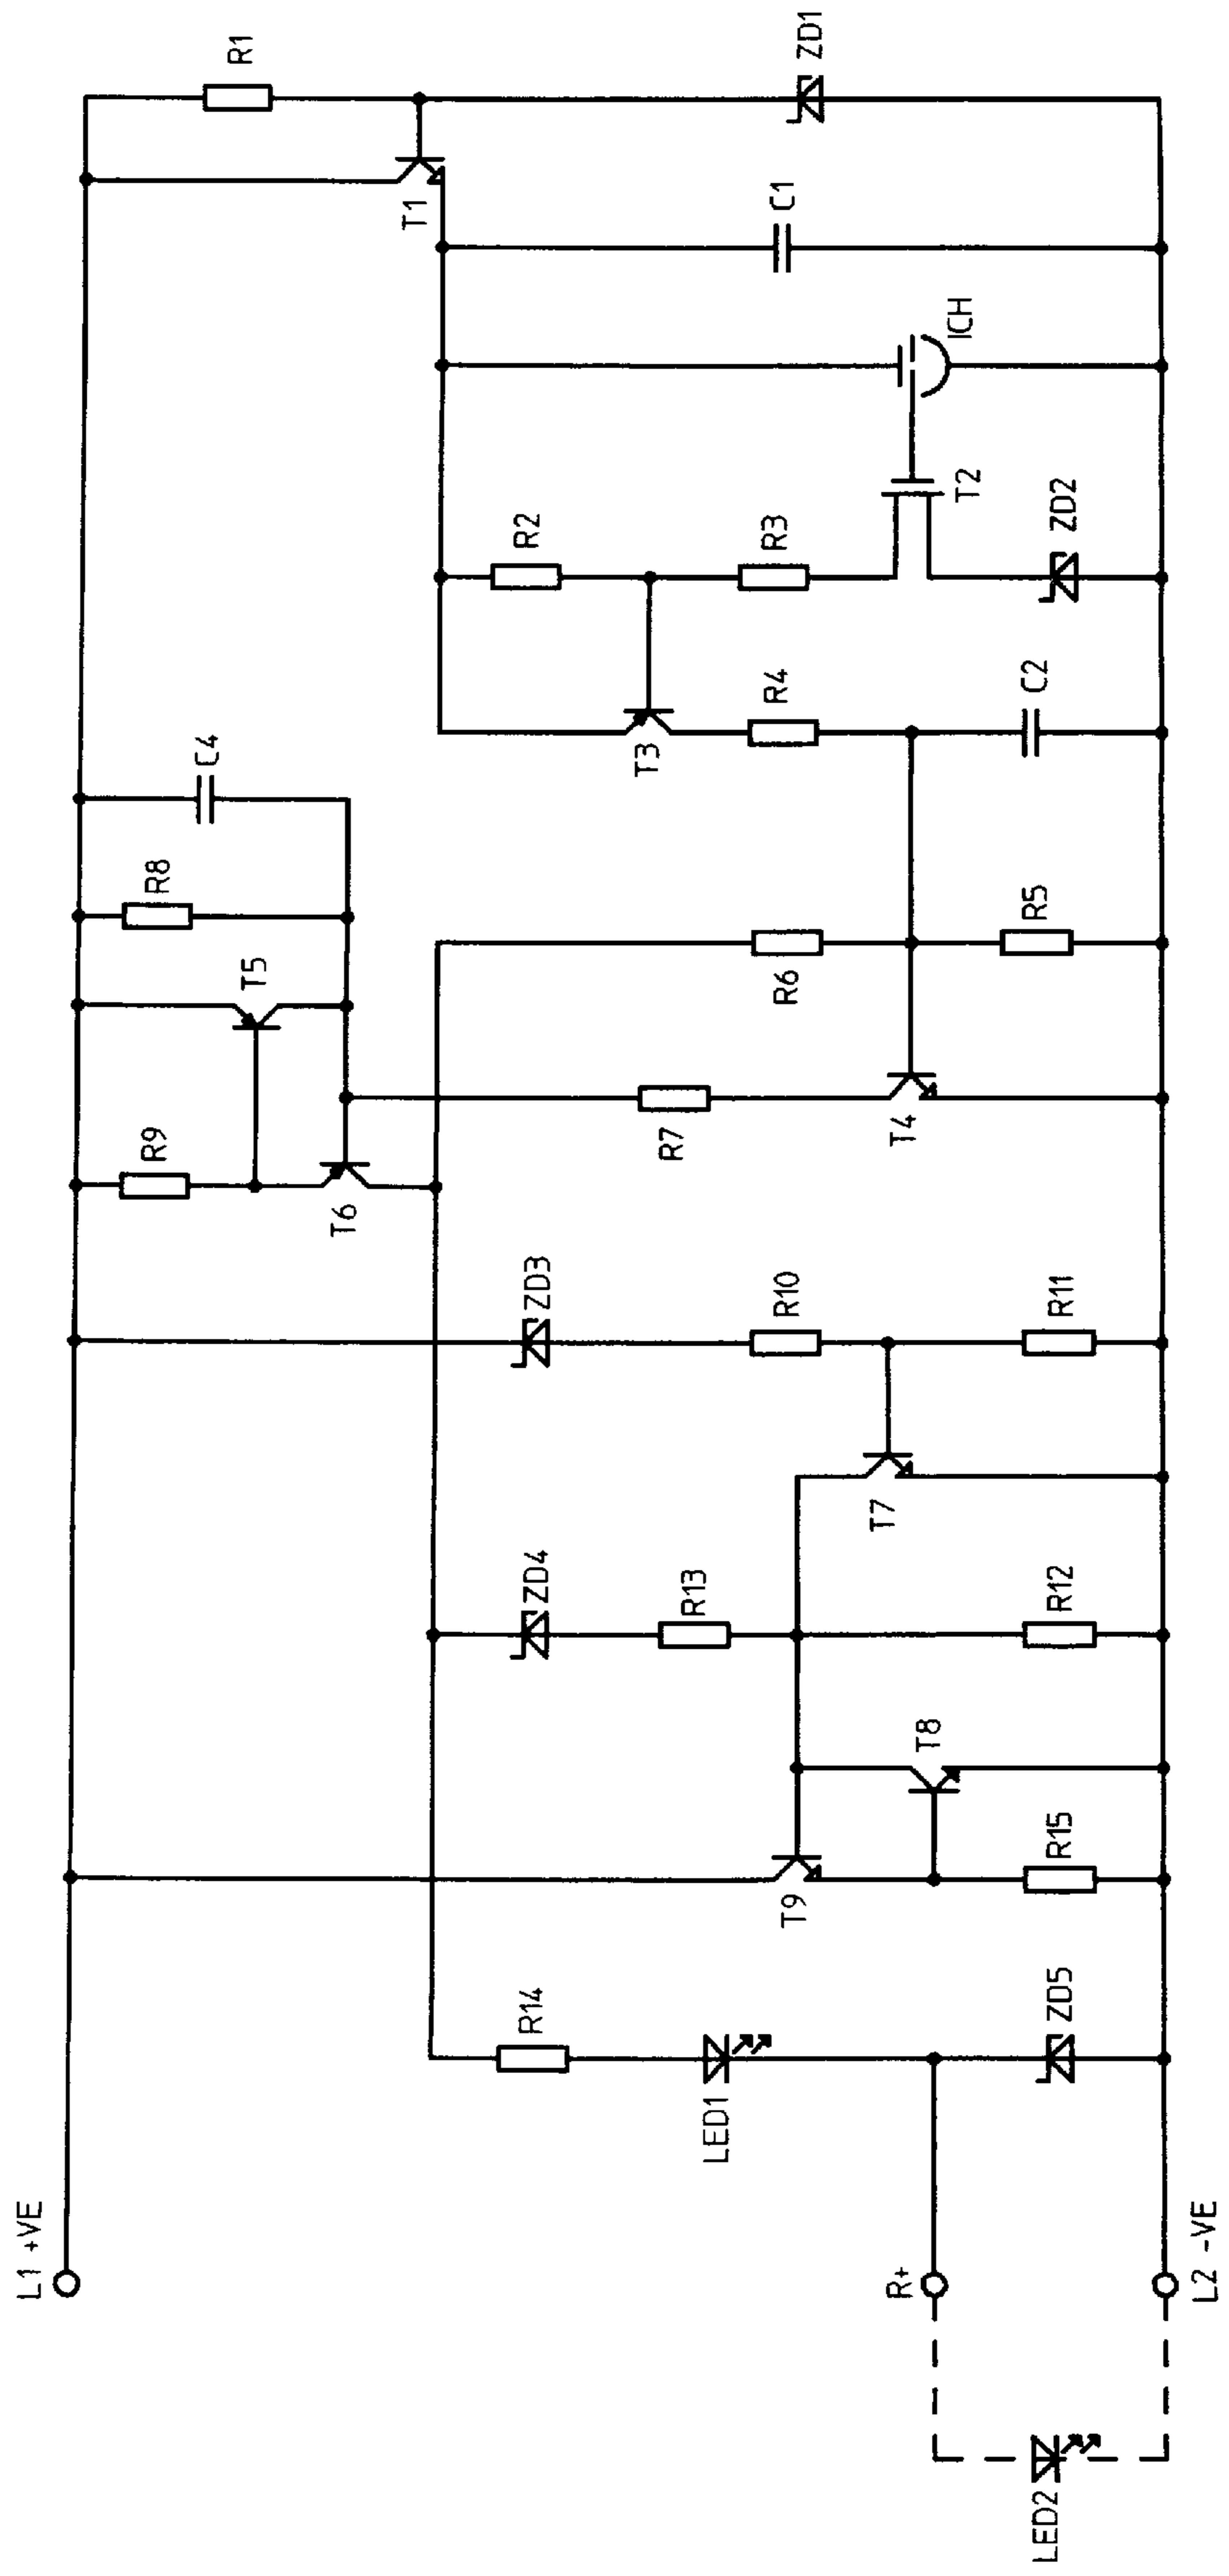 L1 +VE
R+
L2 -VE
LED2
R14
LED1
ZD5
T9
T8
R15
ZD4
R13
R12
T7
ZD3
R10
R11
R9
T6
T5
R8
C4
R7
T4
R6
R5
T3
R4
C2
R2
R3
T2
ZD2
ICH
C1
T1
R1
ZD1